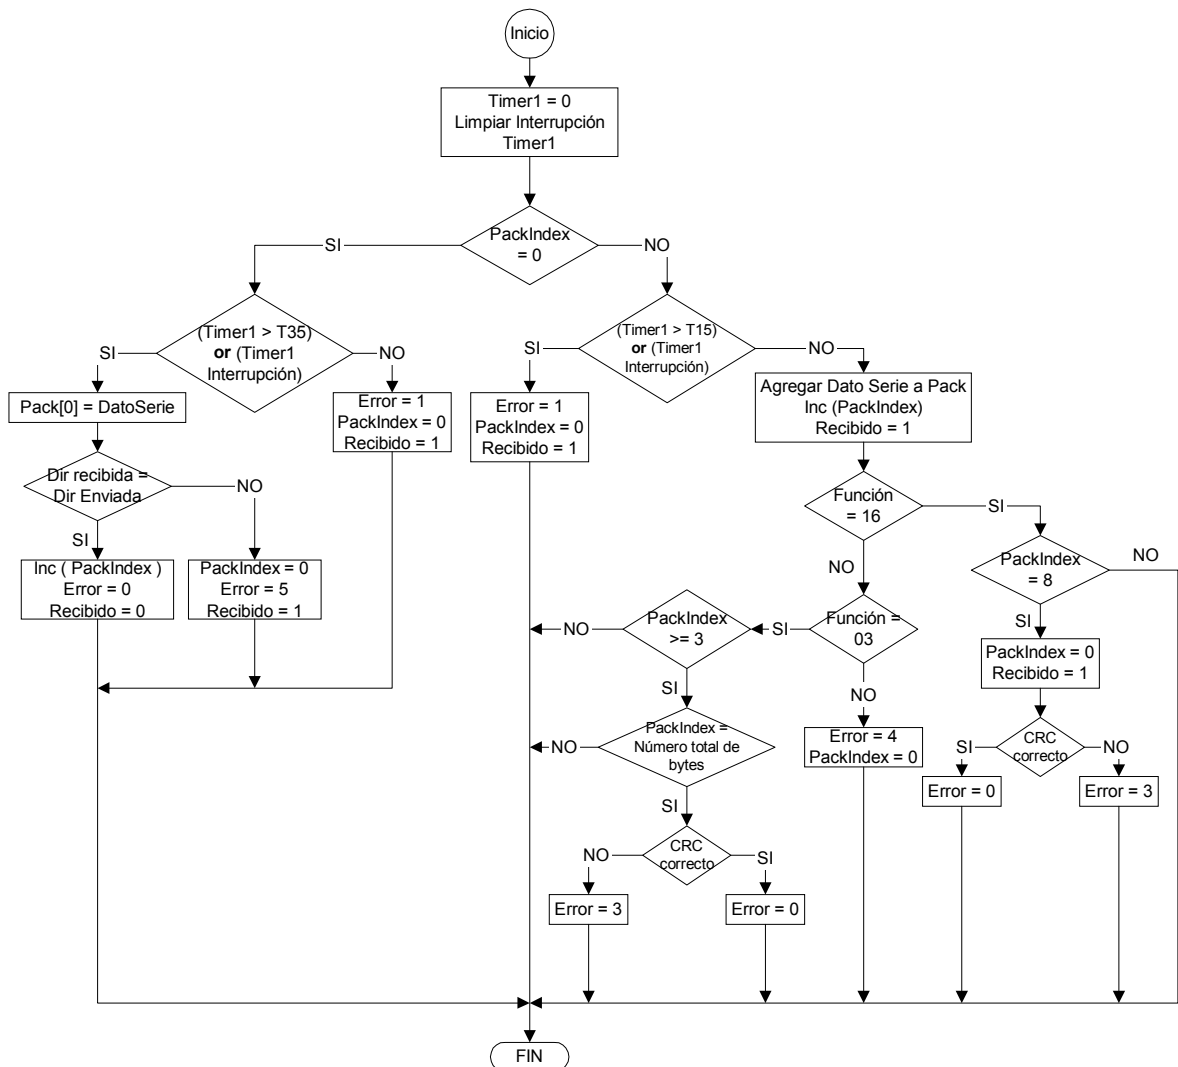 Inicio
Timer1 = 0
Limpiar Interrupción
Timer1
PackIndex
= 0
SI
NO
(Timer1 > T35)
or (Timer1
Interrupción)
SI
NO
(Timer1 > T15)
or (Timer1
Interrupción)
SI
NO
Pack[0] = DatoSerie
Error = 1
PackIndex = 0
Recibido = 1
Error = 1
PackIndex = 0
Recibido = 1
Agregar Dato Serie a Pack
Inc (PackIndex)
Recibido = 1
Dir recibida =
Dir Enviada
NO
SI
Inc ( PackIndex )
Error = 0
Recibido = 0
PackIndex = 0
Error = 5
Recibido = 1
Función
= 16
SI
NO
PackIndex
= 8
NO
SI
Función =
03
SI
NO
PackIndex
>= 3
NO
SI
PackIndex = 0
Recibido = 1
PackIndex =
Número total de
bytes
NO
SI
Error = 4
PackIndex = 0
CRC
correcto
SI
NO
Error = 0
Error = 3
CRC
correcto
NO
SI
Error = 3
Error = 0
FIN